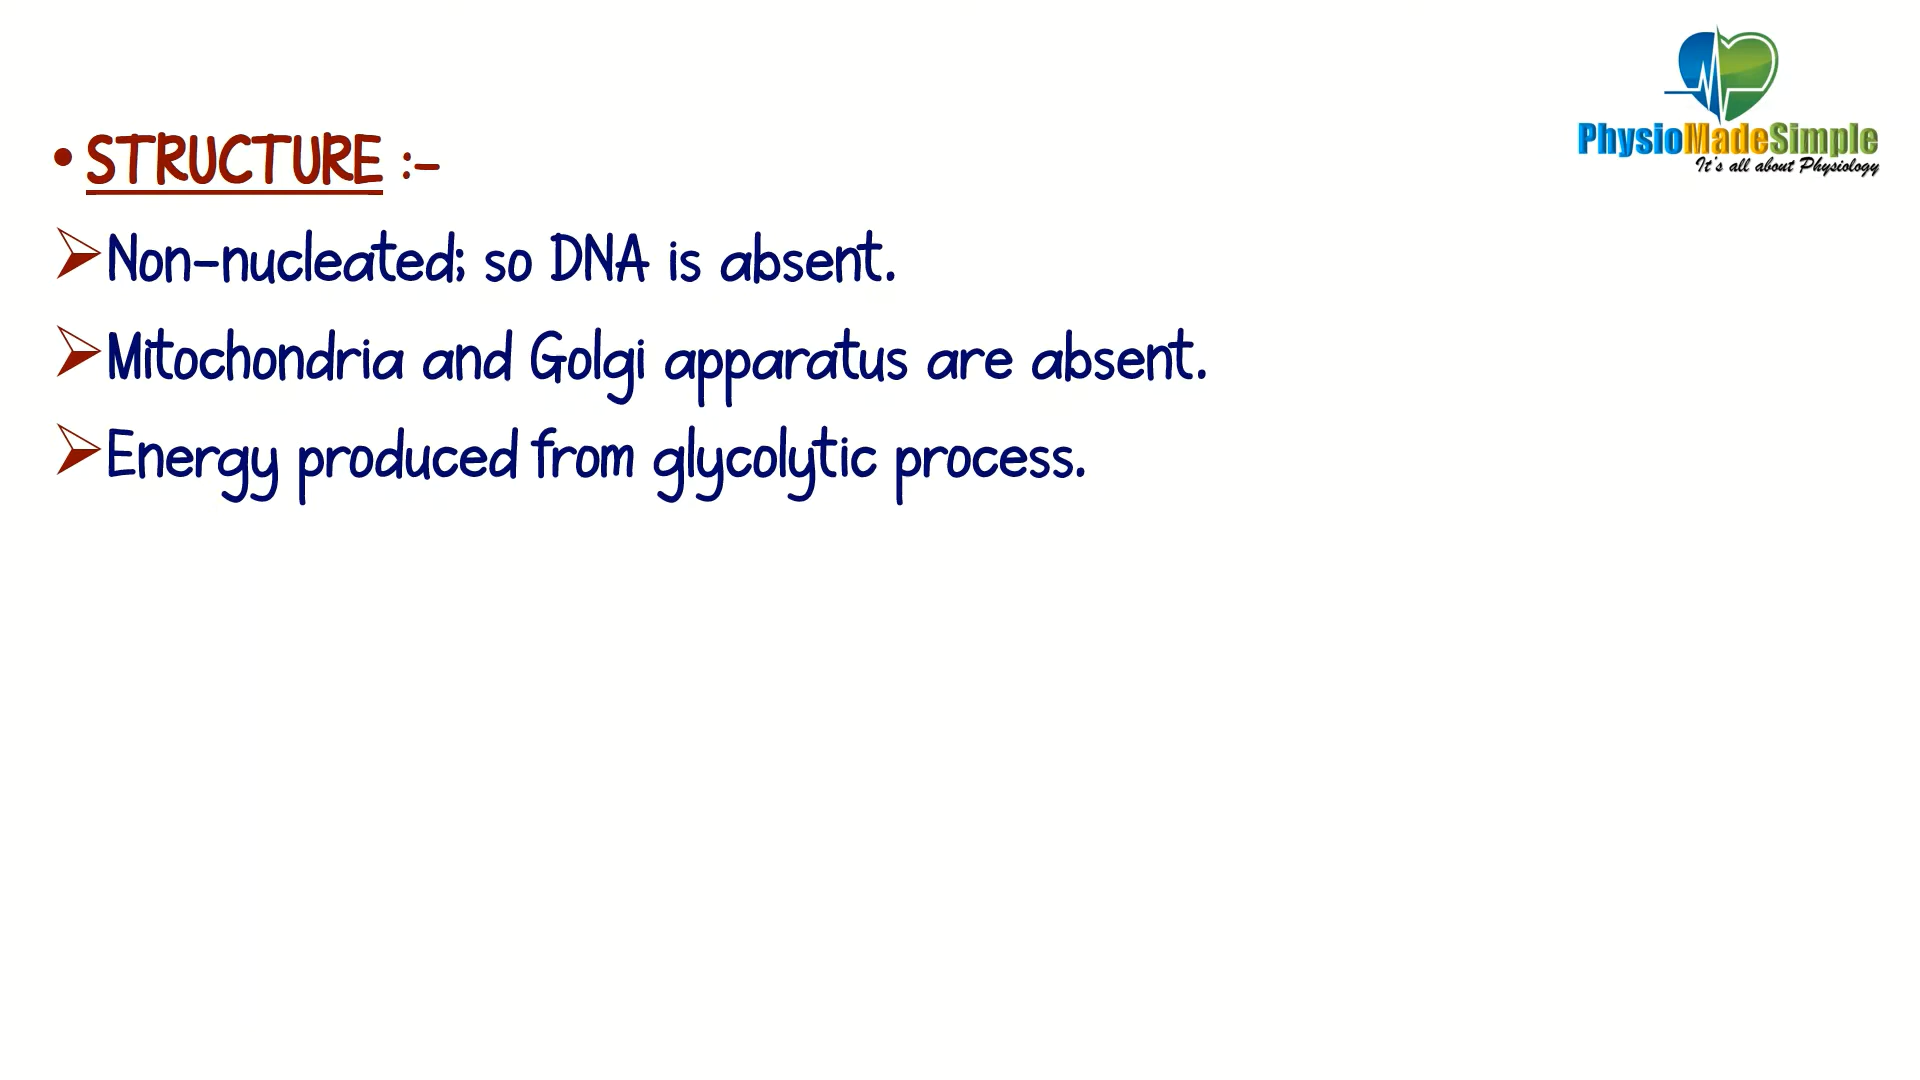 PhysioMadeSimple
It's all about Physiology
• STRUCTURE :-
➢Non-nucleated; so DNA is absent.
➢Mitochondria and Golgi apparatus are absent.
➢Energy produced from glycolytic process.